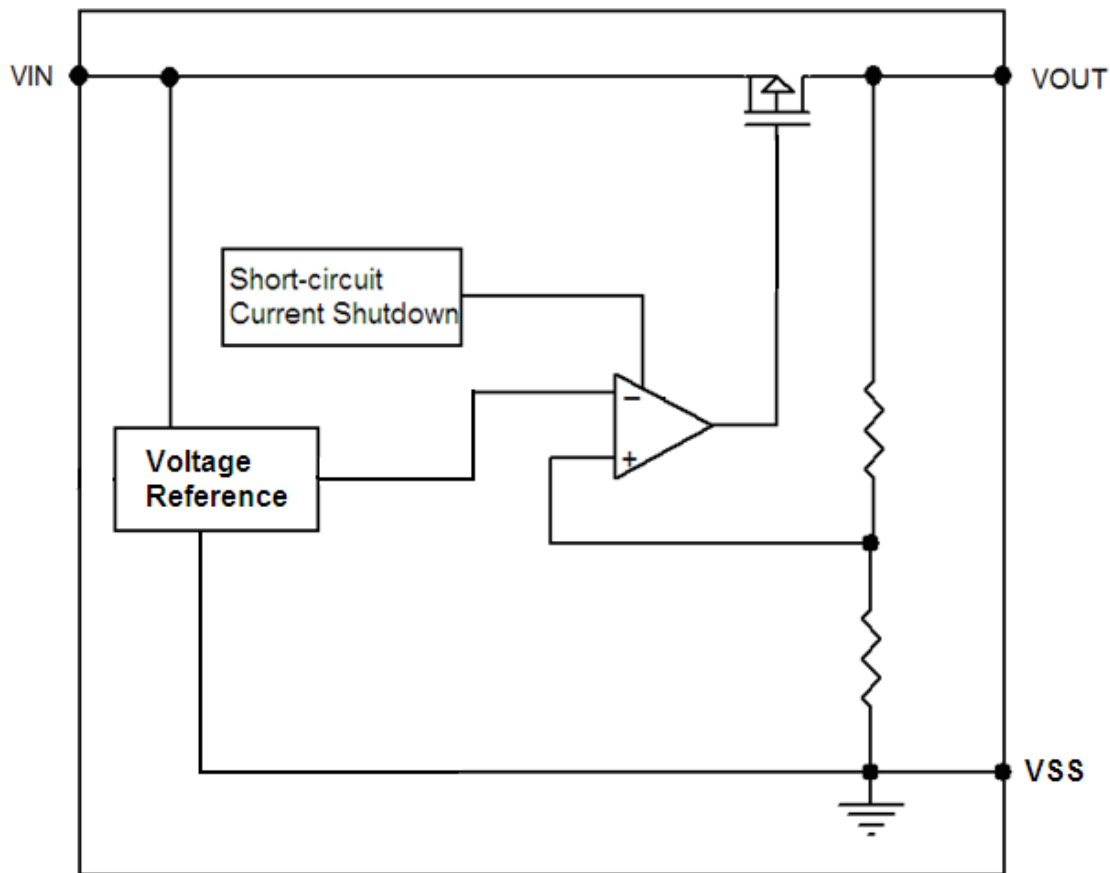 VIN
VOUT
Short-circuit
Current Shutdown
−
Voltage
Reference
+
VSS